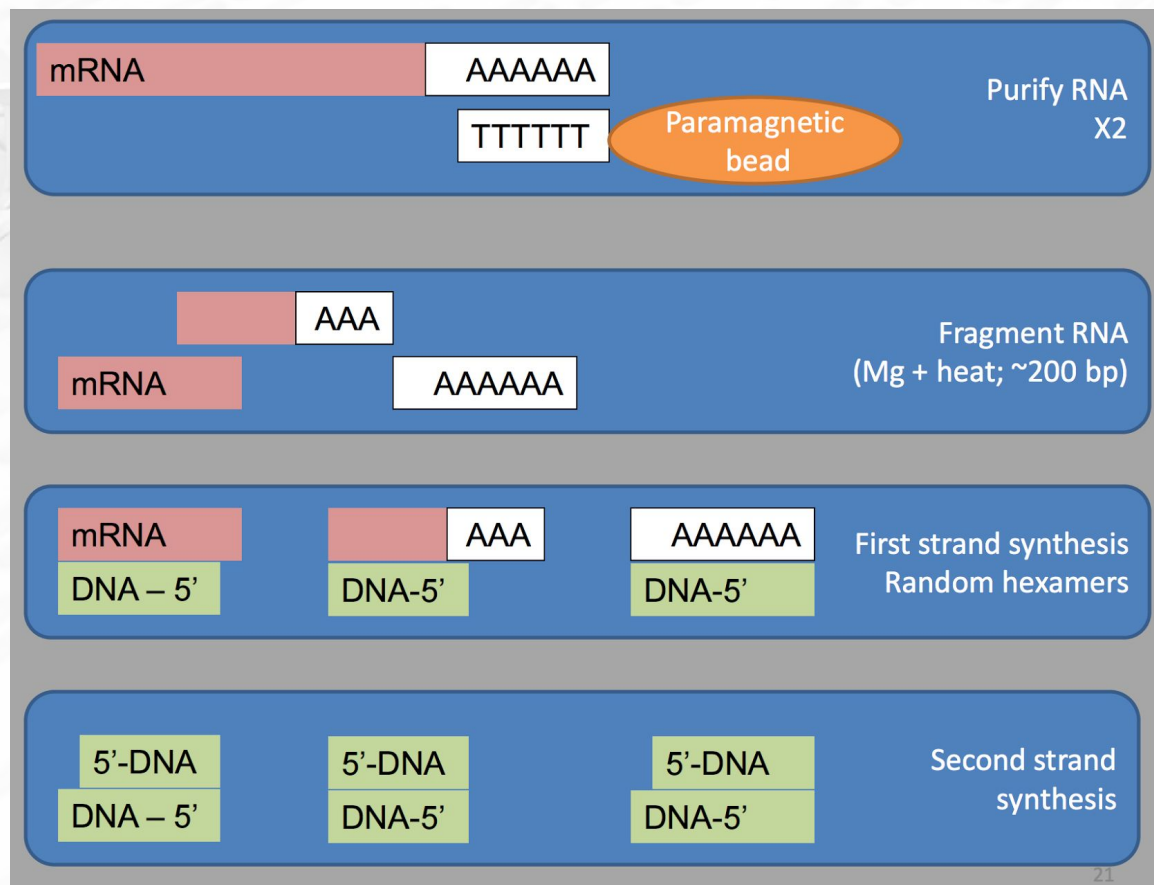 mRNA
AAAAAA
TTTTTT
Paramagnetic
bead
Purify RNA
X2
AAA
mRNA
AAAAAA
Fragment RNA
(Mg + heat; ~200 bp)
mRNA
AAA
AAAAAA
DNA – 5’
DNA-5’
DNA-5’
First strand synthesis
Random hexamers
5’-DNA
5’-DNA
5’-DNA
DNA – 5’
DNA-5’
DNA-5’
Second strand
synthesis
21